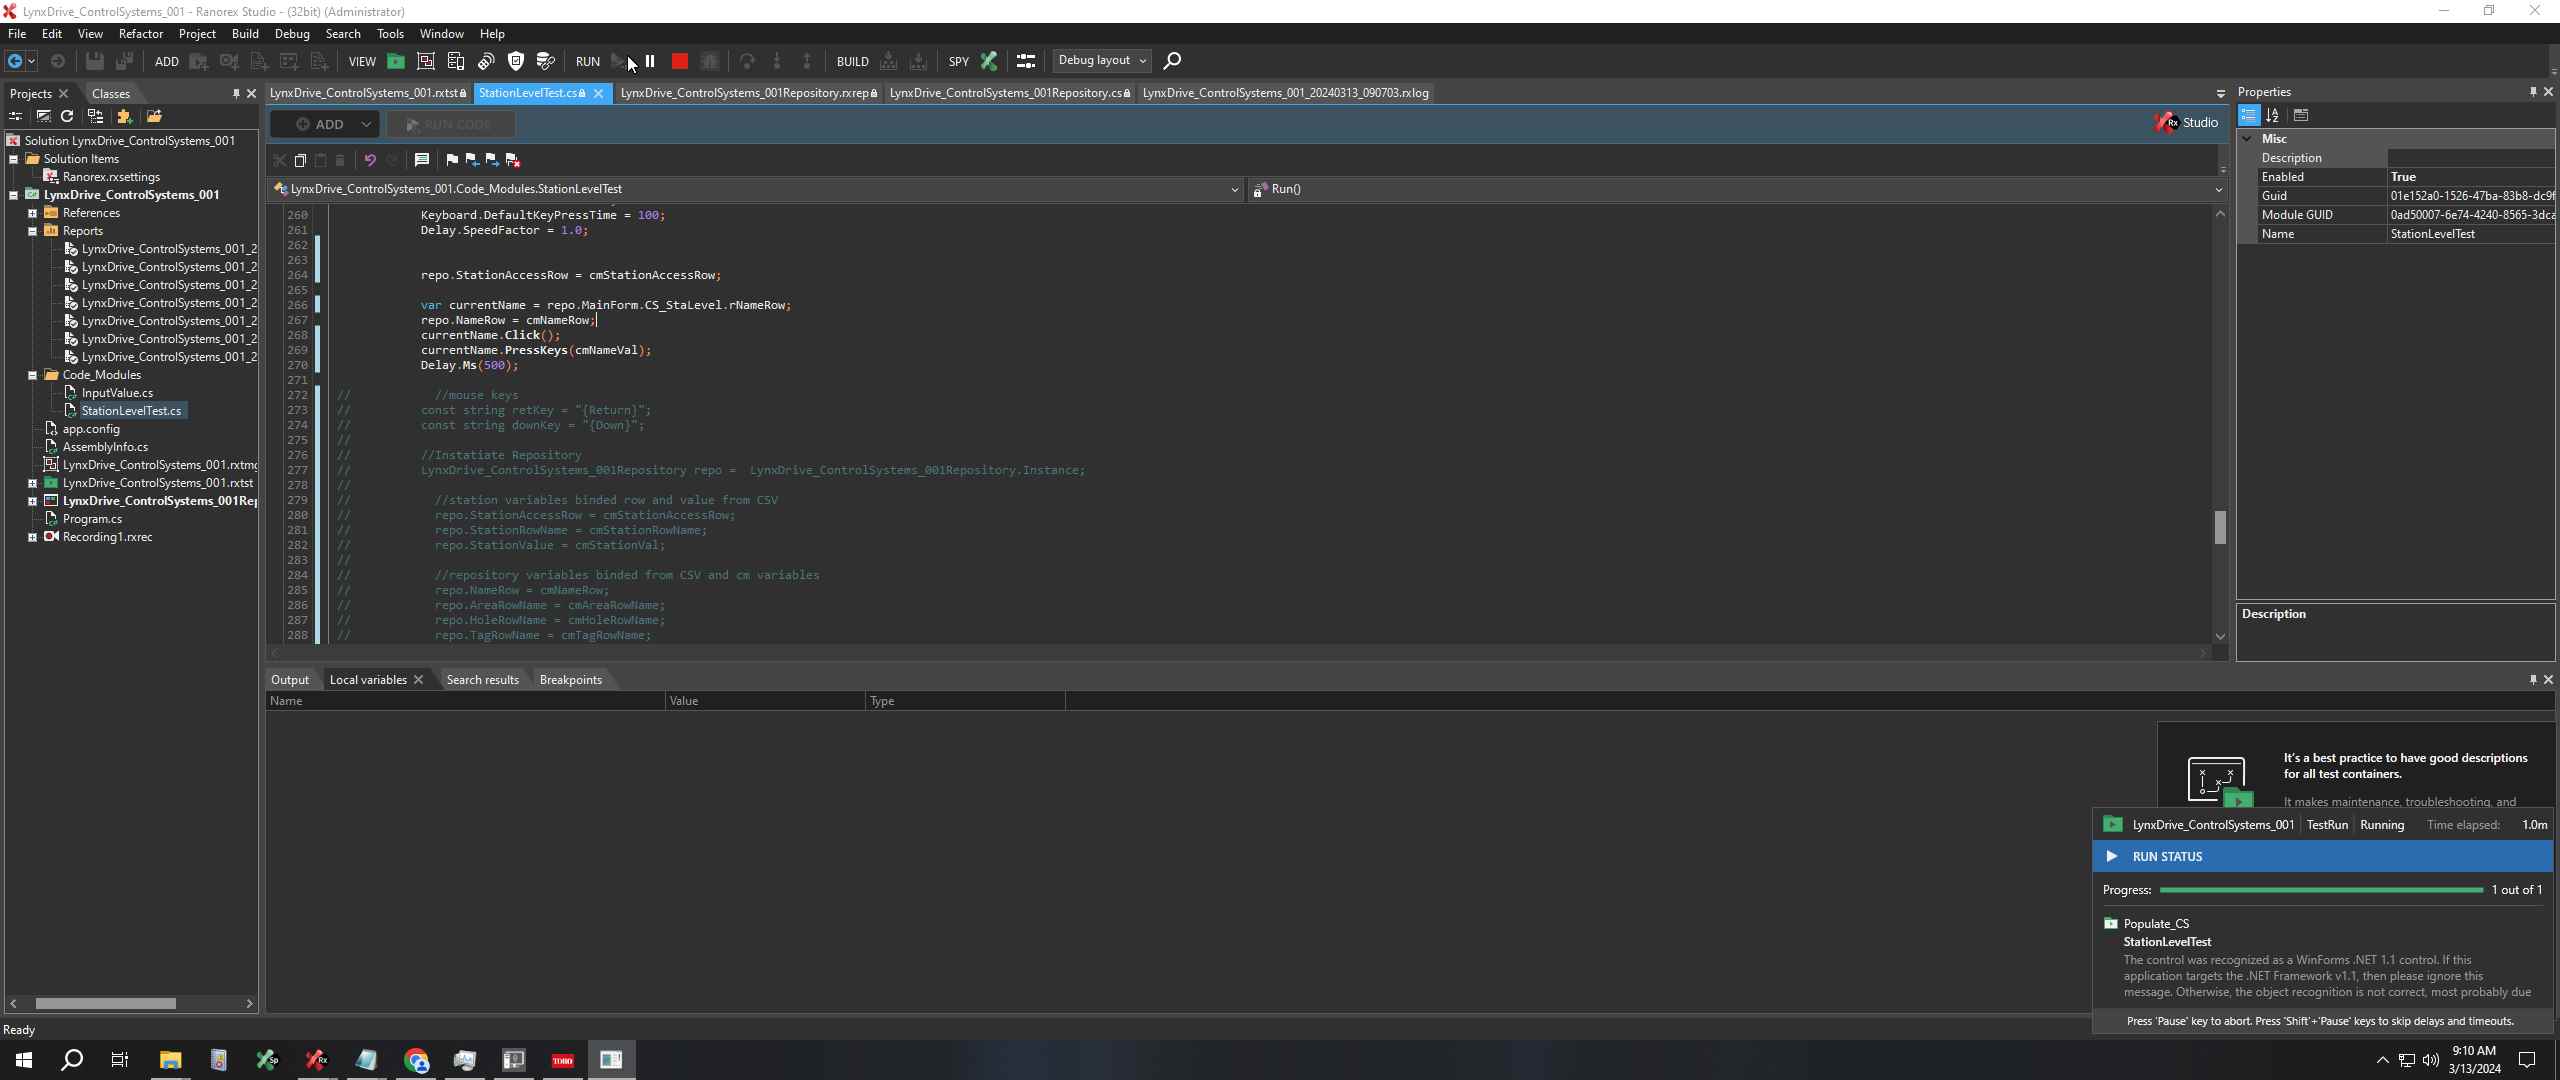 LynxDrive_ControlSystems_001 - Ranorex Studio - (32bit) (Administrator)
File Edit View Refactor Project Build Debug Search Tools Window Help
ADD VIEW RUN BUILD SPY Debug layout
Projects Classes
LynxDrive_ControlSystems_001.rxtst StationLevelTest.cs LynxDrive_ControlSystems_001Repository.rxrep LynxDrive_ControlSystems_001Repository.cs LynxDrive_ControlSystems_001_20240313_090703.rxlog
Solution LynxDrive_ControlSystems_001
Solution Items
Ranorex.rxsettings
LynxDrive_ControlSystems_001
References
Reports
LynxDrive_ControlSystems_001_2
LynxDrive_ControlSystems_001_2
LynxDrive_ControlSystems_001_2
LynxDrive_ControlSystems_001_2
LynxDrive_ControlSystems_001_2
LynxDrive_ControlSystems_001_2
LynxDrive_ControlSystems_001_2
Code_Modules
InputValue.cs
StationLevelTest.cs
app.config
AssemblyInfo.cs
LynxDrive_ControlSystems_001.rxtmg
LynxDrive_ControlSystems_001.rxtst
LynxDrive_ControlSystems_001Rep
Program.cs
Recording1.rxrec
ADD RUN CODE
Rx Studio
LynxDrive_ControlSystems_001.Code_Modules.StationLevelTest Run()
260 Keyboard.DefaultKeyPressTime = 100;
261 Delay.SpeedFactor = 1.0;
262
263
264 repo.StationAccessRow = cmStationAccessRow;
265
266 var currentName = repo.MainForm.CS_StaLevel.rNameRow;
267 repo.NameRow = cmNameRow;
268 currentName.Click();
269 currentName.PressKeys(cmNameVal);
270 Delay.Ms(500);
271
272 // //mouse keys
273 // const string retKey = "{Return}";
274 // const string downKey = "{Down}";
275 //
276 // //Instatiate Repository
277 // LynxDrive_ControlSystems_001Repository repo = LynxDrive_ControlSystems_001Repository.Instance;
278 //
279 // //station variables binded row and value from CSV
280 // repo.StationAccessRow = cmStationAccessRow;
281 // repo.StationRowName = cmStationRowName;
282 // repo.StationValue = cmStationVal;
283 //
284 // //repository variables binded from CSV and cm variables
285 // repo.NameRow = cmNameRow;
286 // repo.AreaRowName = cmAreaRowName;
287 // repo.HoleRowName = cmHoleRowName;
288 // repo.TagRowName = cmTagRowName;
Properties
Misc
Description
Enabled True
Guid 01e152a0-1526-47ba-83b8-dc9f
Module GUID 0ad50007-6e74-4240-8565-3dca
Name StationLevelTest
Description
Output Local variables Search results Breakpoints
Name Value Type
It's a best practice to have good descriptions
for all test containers.
It makes maintenance, troubleshooting, and
LynxDrive_ControlSystems_001 TestRun Running Time elapsed: 1.0m
RUN STATUS
Progress: 1 out of 1
Populate_CS
StationLevelTest
The control was recognized as a WinForms .NET 1.1 control. If this
application targets the .NET Framework v1.1, then please ignore this
message. Otherwise, the object recognition is not correct, most probably due
Press 'Pause' key to abort. Press 'Shift'+'Pause' keys to skip delays and timeouts.
Ready
Sp Rx TORO
9:10 AM
3/13/2024